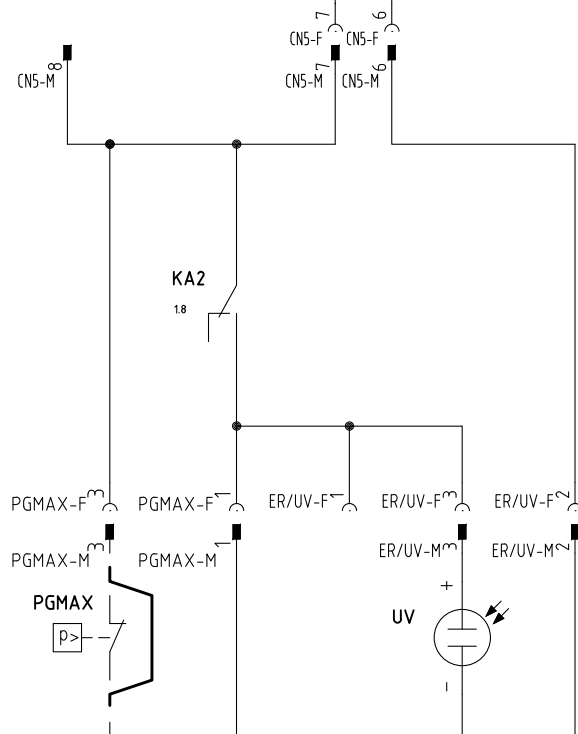 7
6
CN5-F
CN5-F
8
7
6
CN5-M
CN5-M
CN5-M
KA2
1.8
PGMAX-F
3
PGMAX-F
1
ER/UV-F
1
ER/UV-F
3
ER/UV-F
2
PGMAX-M
3
PGMAX-M
1
ER/UV-M
3
ER/UV-M
2
+
PGMAX
UV
p>
-